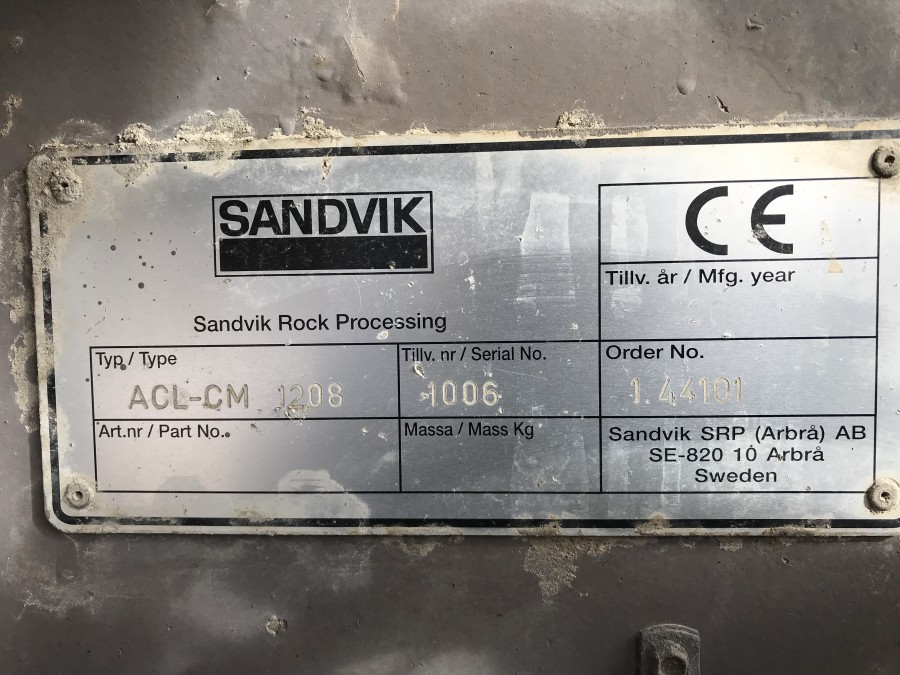 SANDVIK
CE
Tillv. år / Mfg. year
Sandvik Rock Processing
Typ / Type
ACL-CM 1208
Tillv. nr / Serial No.
1006
Order No.
1.44101
Art.nr / Part No.
Massa / Mass Kg
Sandvik SRP (Arbrå) AB
SE-820 10 Arbrå
Sweden